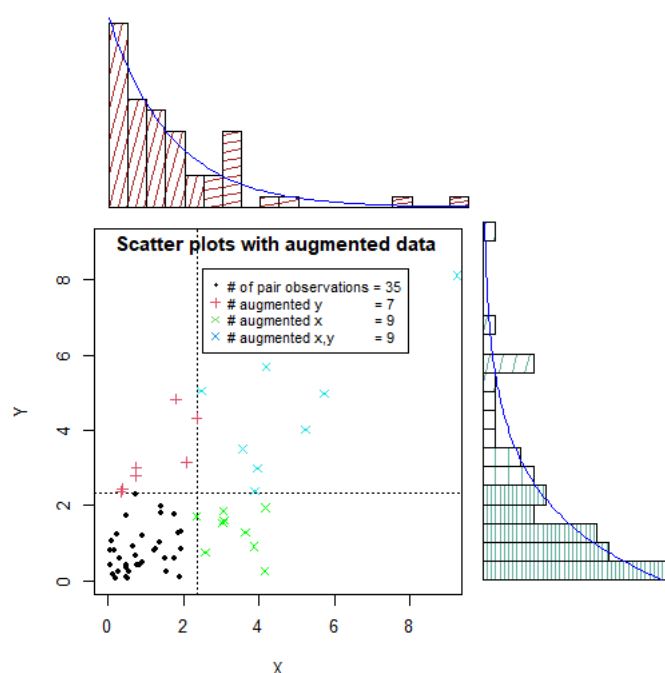 Scatter plots with augmented data
# of pair observations = 35
# augmented y = 7
# augmented x = 9
# augmented x,y = 9
8
6
4
2
0
Y
0 2 4 6 8
X